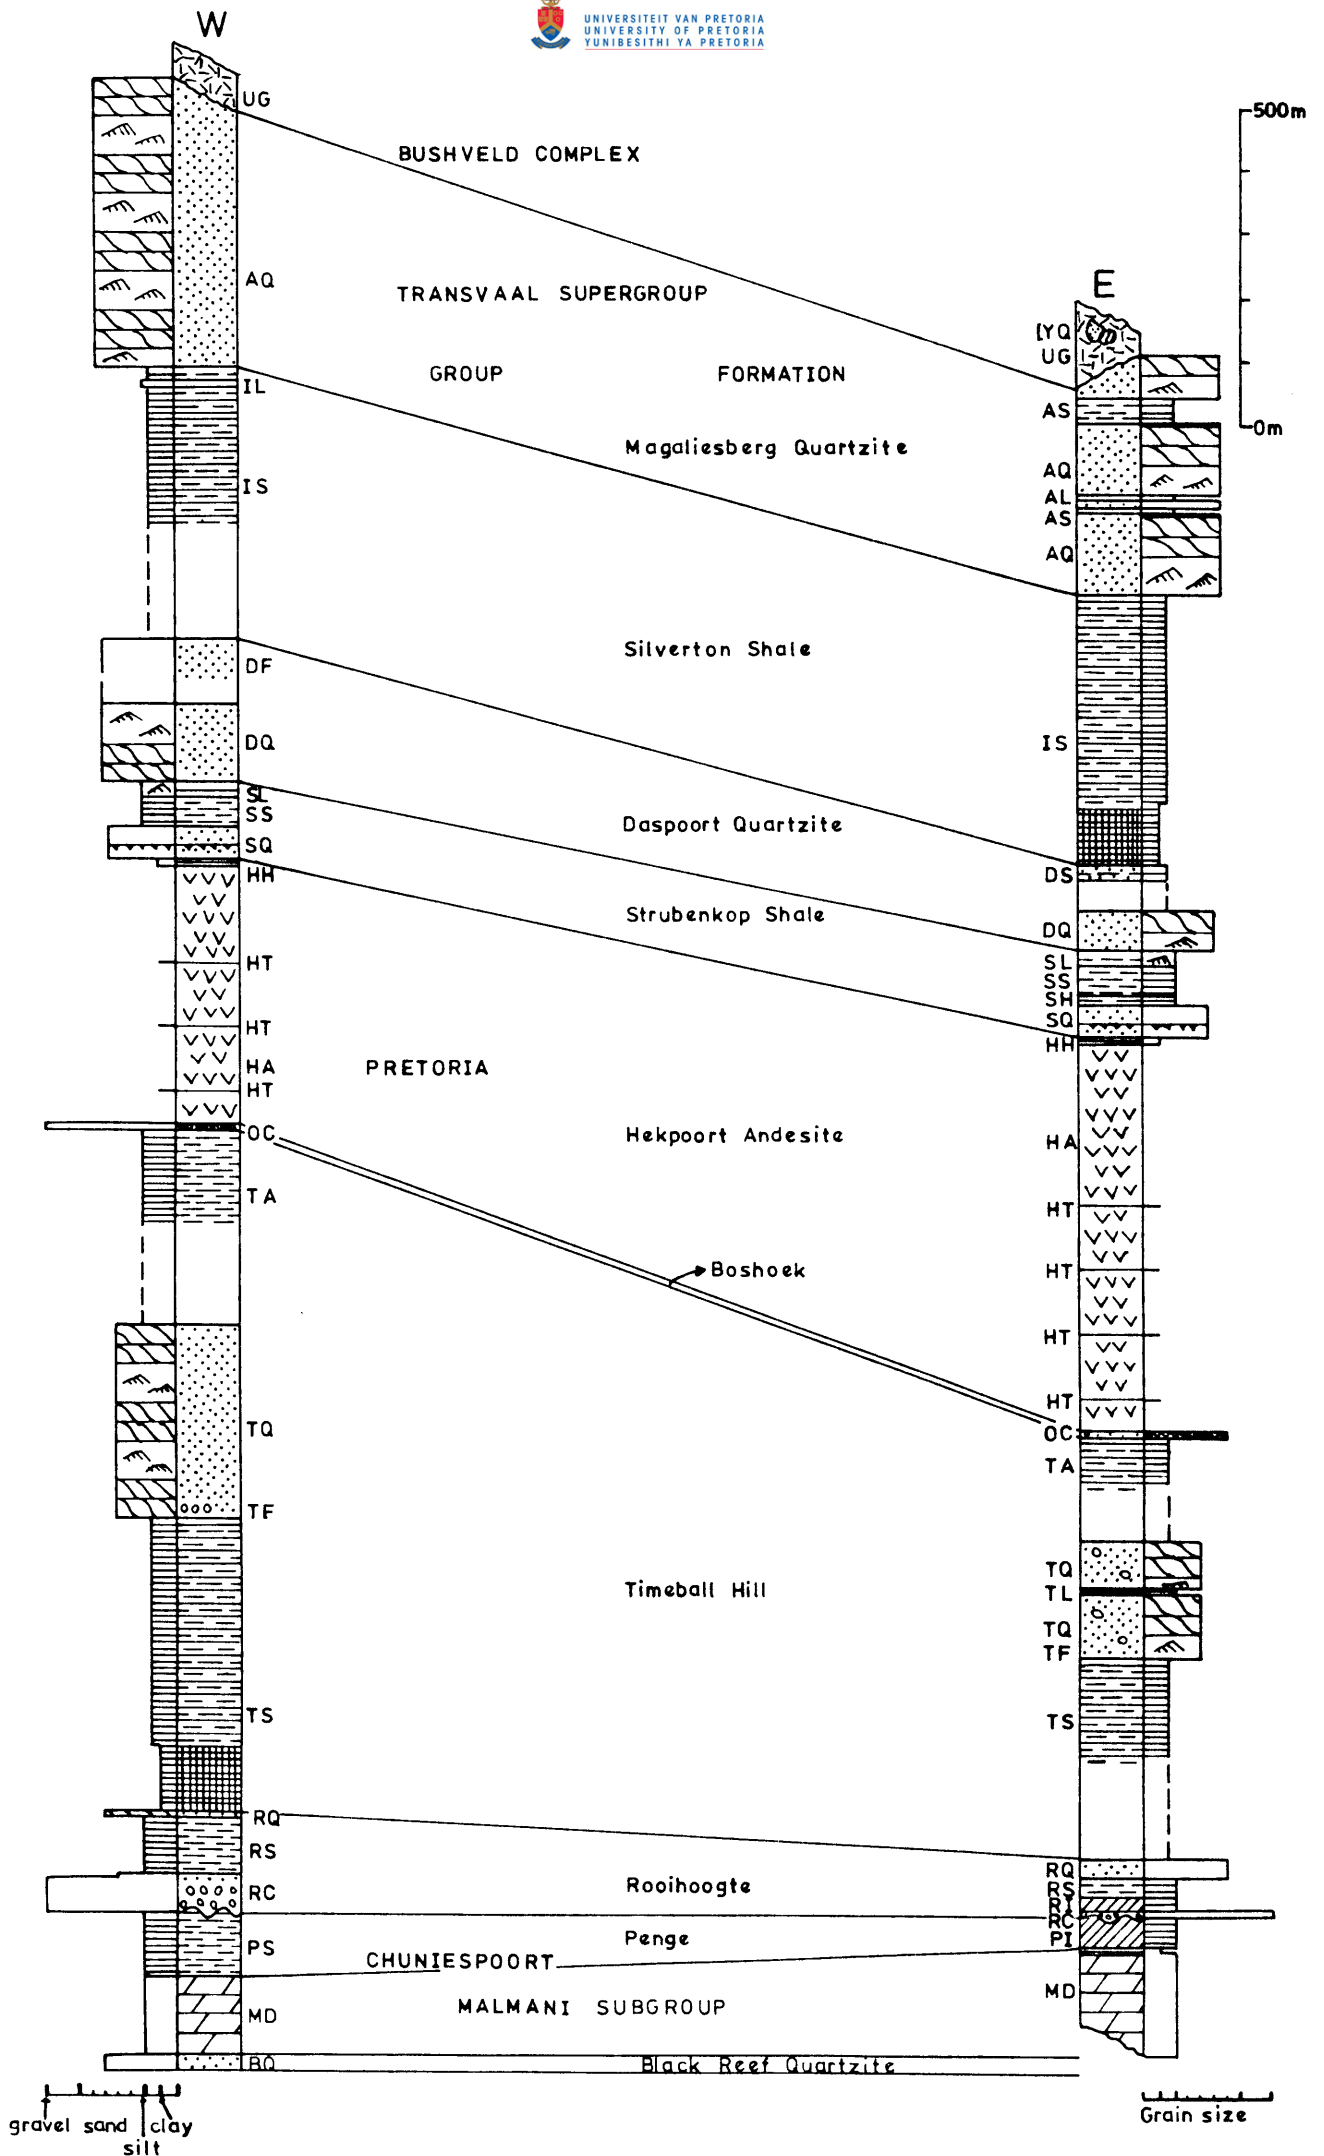 UNIVERSITEIT VAN PRETORIA
UNIVERSITY OF PRETORIA
YUNIBESITHI YA PRETORIA
W
UG
AQ
IL
IS
DF
DQ
SL
SS
SQ
HH
HT
HT
HA
HT
OC
TA
TQ
TF
TS
RQ
RS
RC
PS
MD
BQ
BUSHVELD COMPLEX
TRANSVAAL SUPERGROUP
GROUP FORMATION
Magaliesberg Quartzite
Silverton Shale
Daspoort Quartzite
Strubenkop Shale
PRETORIA
Hekpoort Andesite
Boshoek
Timeball Hill
Rooihoogte
Penge
CHUNIESPOORT
MALMANI SUBGROUP
Black Reef Quartzite
500m
0m
E
UG
AS
AQ
AL
AS
AQ
IS
DS
DQ
SL
SS
SH
SQ
HH
HA
HT
HT
HT
HT
OC
TA
TQ
TL
TQ
TF
TS
RQ
RS
RI
RC
PI
MD
gravel sand clay
silt
Grain size